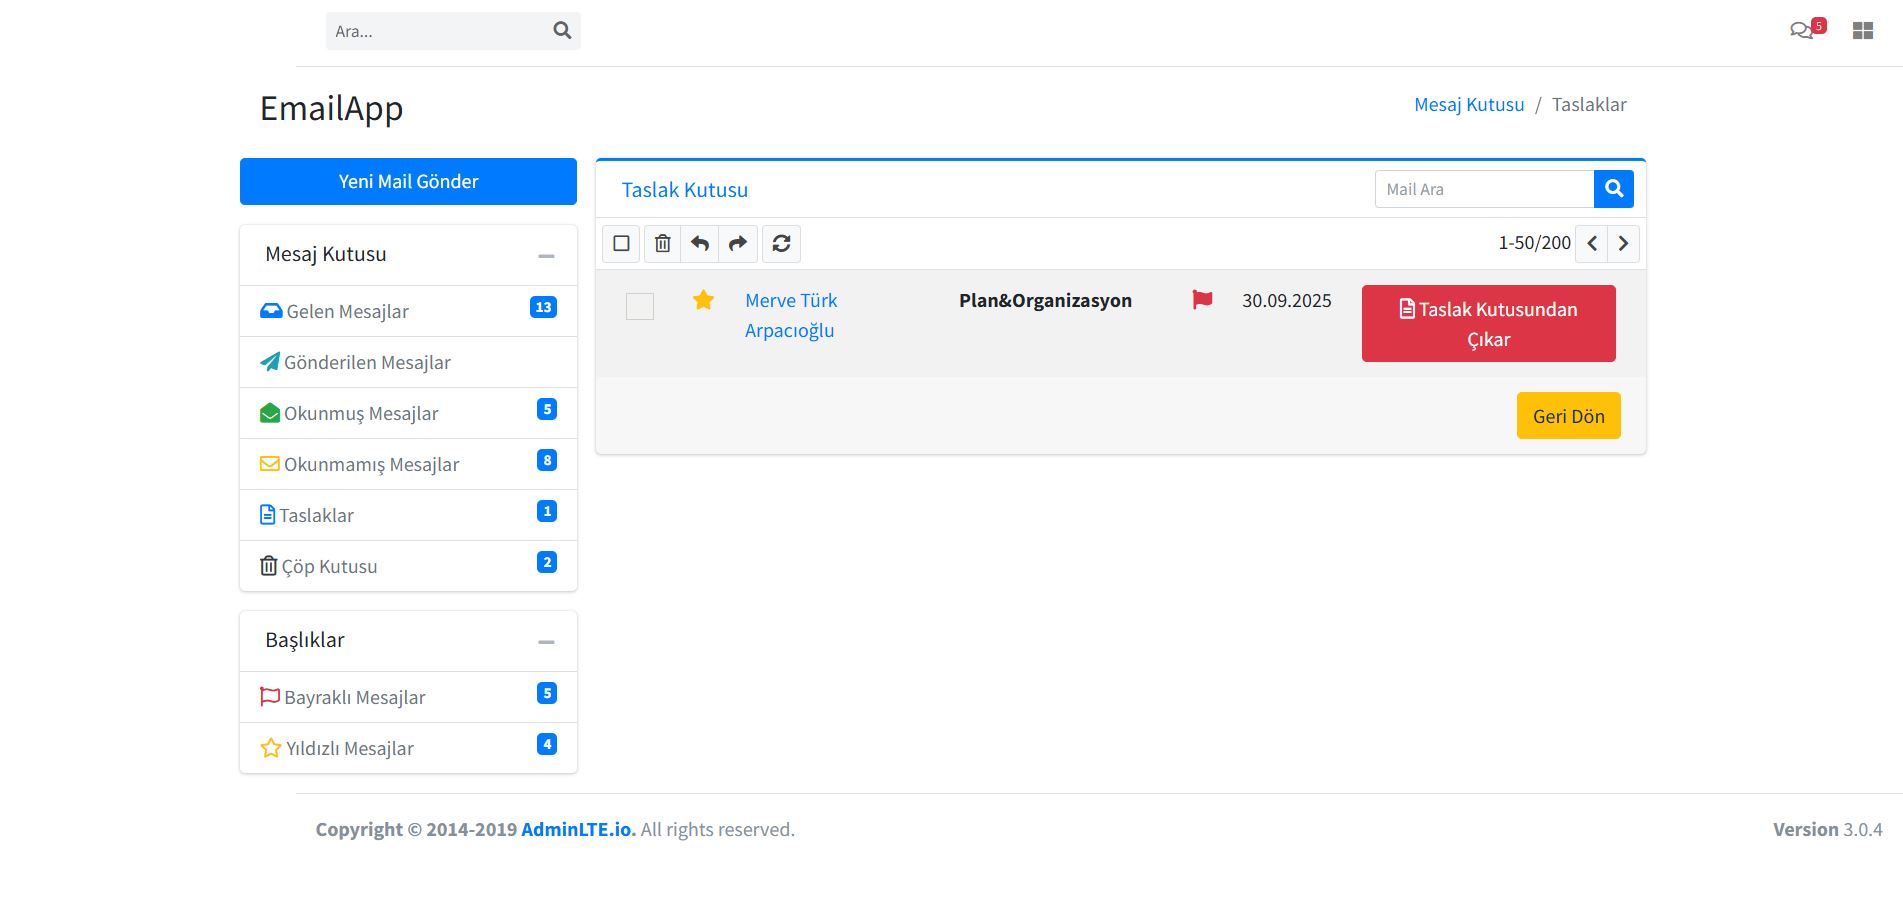 Ara...
5
EmailApp
Mesaj Kutusu / Taslaklar
Yeni Mail Gönder
Mesaj Kutusu
Gelen Mesajlar 13
Gönderilen Mesajlar
Okunmuş Mesajlar 5
Okunmamış Mesajlar 8
Taslaklar 1
Çöp Kutusu 2
Başlıklar
Bayraklı Mesajlar 5
Yıldızlı Mesajlar 4
Taslak Kutusu
Mail Ara
1-50/200
Merve Türk
Arpacıoğlu
Plan&Organizasyon
30.09.2025
Taslak Kutusundan
Çıkar
Geri Dön
Copyright © 2014-2019 AdminLTE.io. All rights reserved.
Version 3.0.4